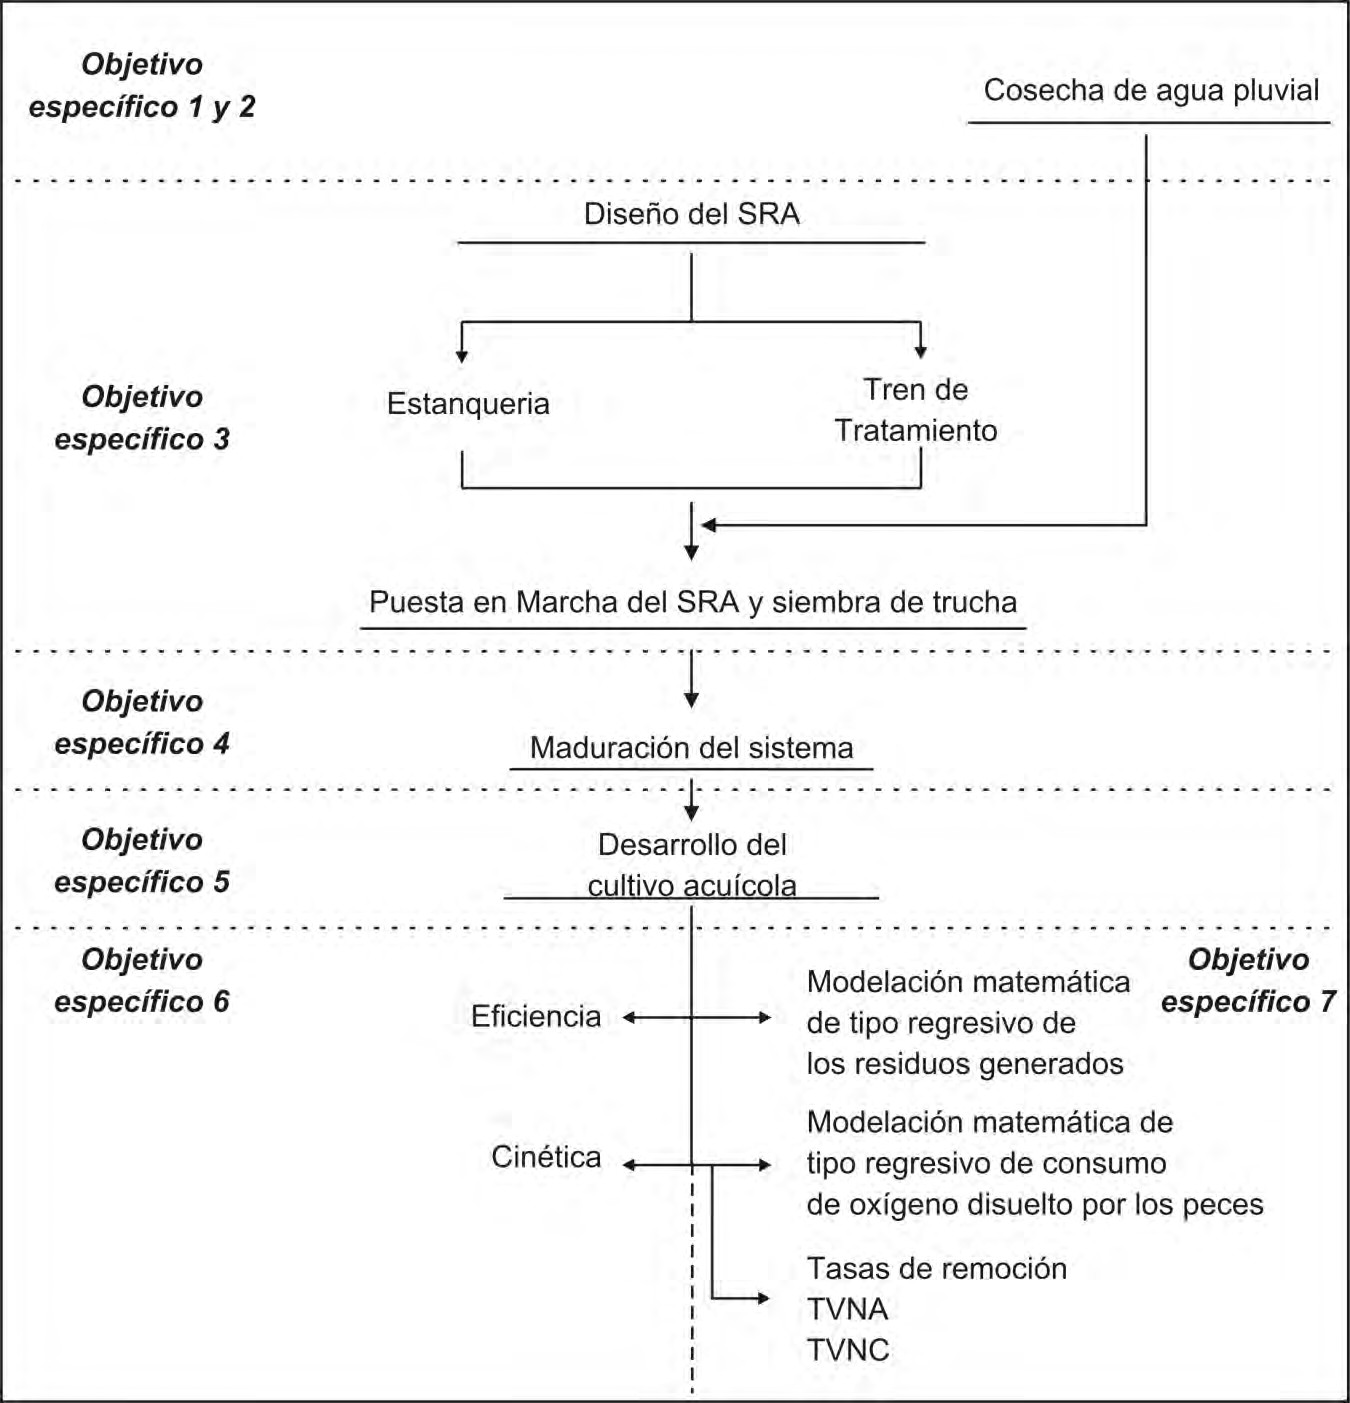 Objetivo
específico 1 y 2
Cosecha de agua pluvial
Diseño del SRA
Objetivo
específico 3
Estanqueria
Tren de
Tratamiento
Puesta en Marcha del SRA y siembra de trucha
Objetivo
específico 4
Maduración del sistema
Objetivo
específico 5
Desarrollo del
cultivo acuícola
Objetivo
específico 6
Objetivo
específico 7
Eficiencia
Modelación matemática
de tipo regresivo de
los residuos generados
Cinética
Modelación matemática de
tipo regresivo de consumo
de oxígeno disuelto por los peces
Tasas de remoción
TVNA
TVNC